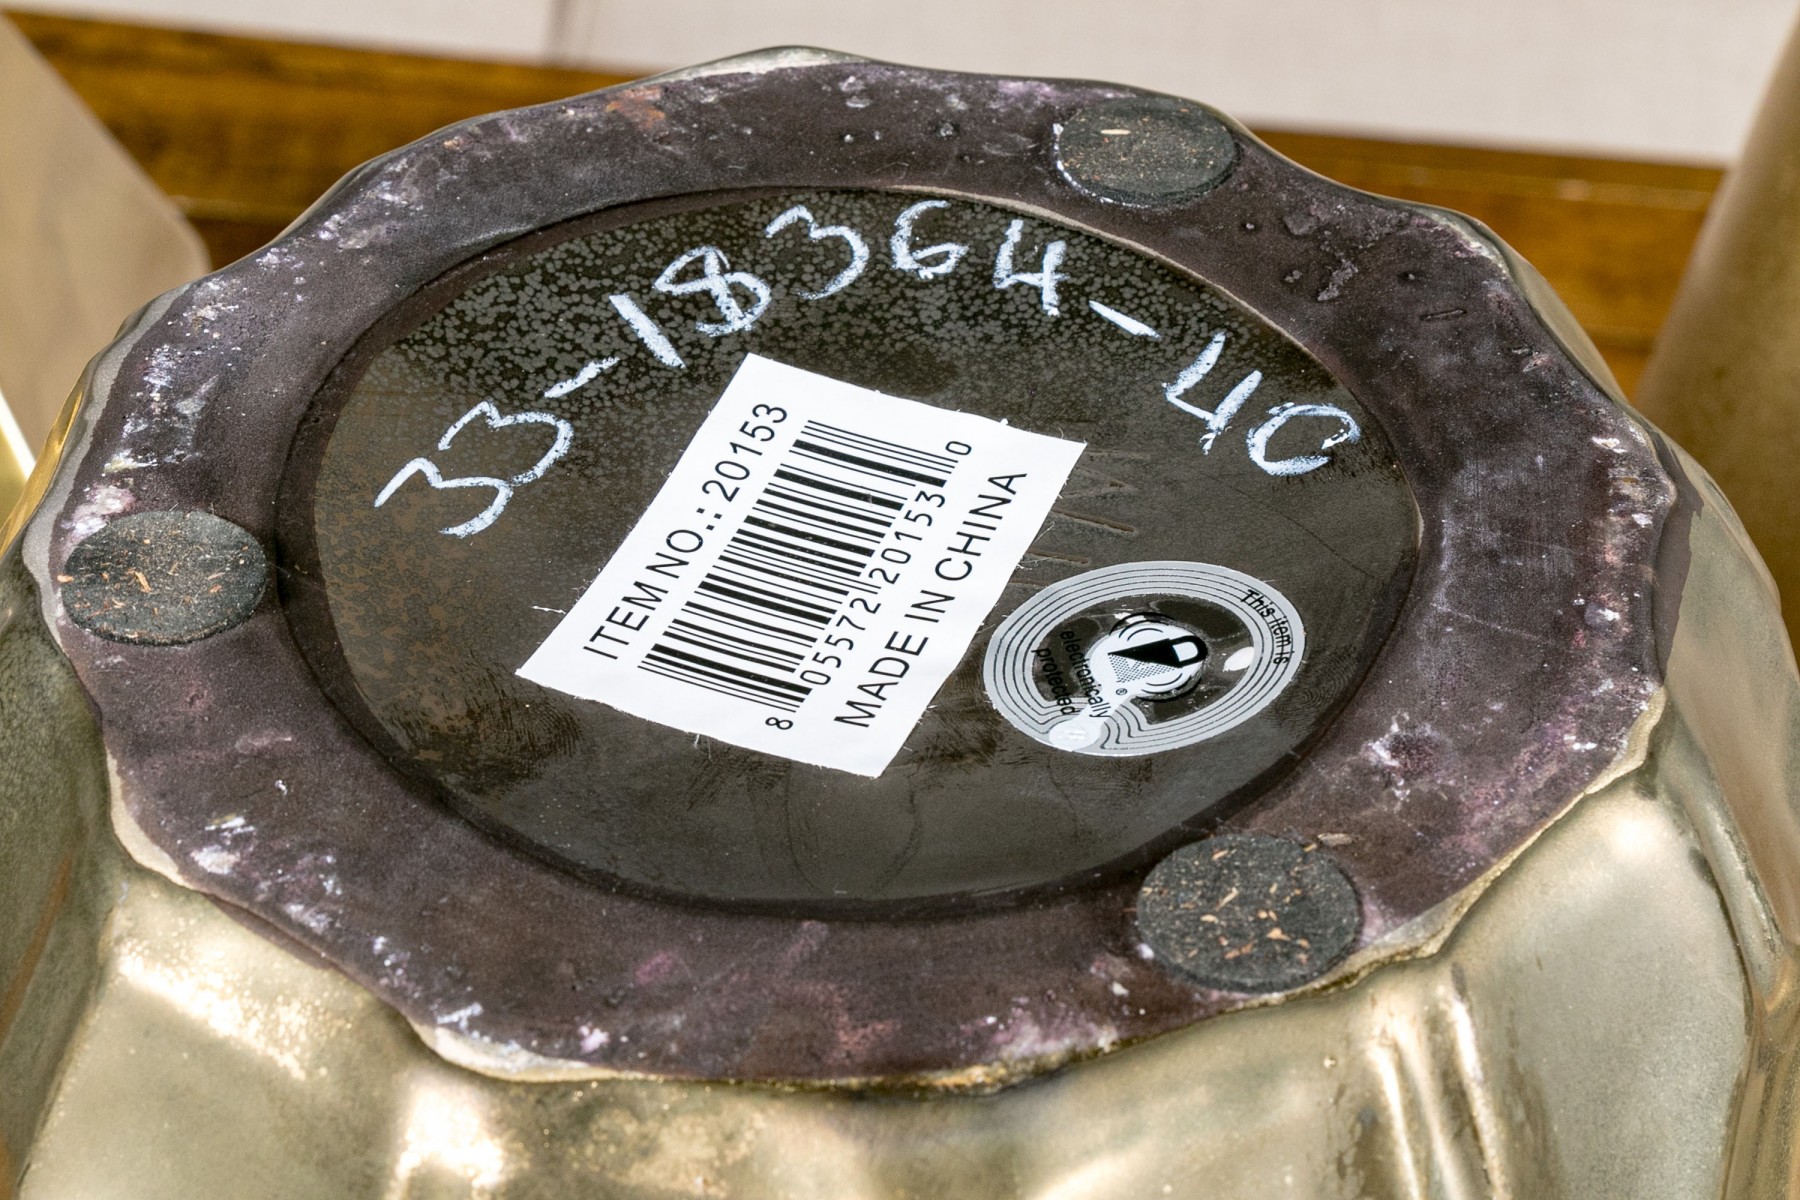 33-18364-40
ITEM NO.: 20153
8 05572 20153 0
MADE IN CHINA
This item is
electronically
protected